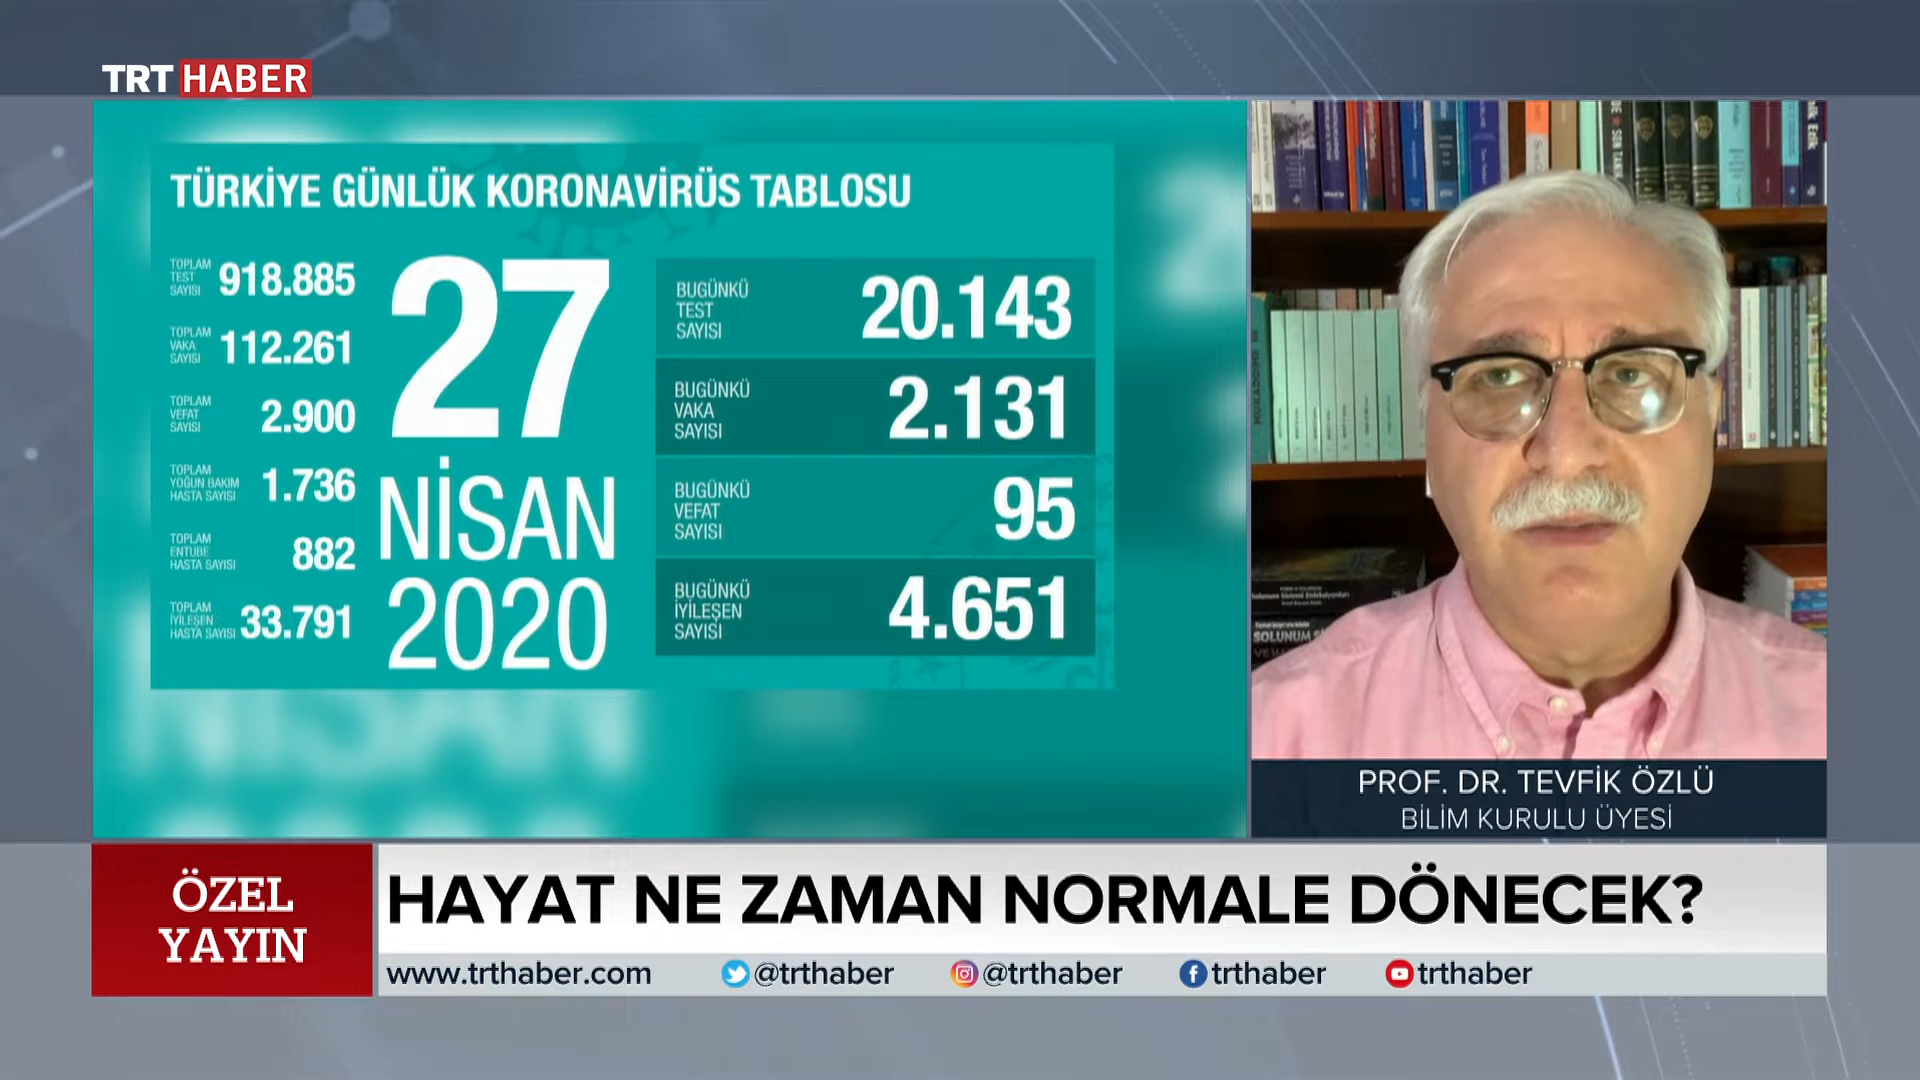 TRT HABER
TÜRKİYE GÜNLÜK KORONAVİRÜS TABLOSU
TOPLAM
TEST
SAYISI
918.885
TOPLAM
VAKA
SAYISI
112.261
TOPLAM
VEFAT
SAYISI
2.900
TOPLAM
YOĞUN BAKIM
HASTA SAYISI
1.736
TOPLAM
ENTUBE
HASTA SAYISI
882
TOPLAM
İYİLEŞEN
HASTA SAYISI
33.791
27
NİSAN
2020
BUGÜNKÜ
TEST
SAYISI
20.143
BUGÜNKÜ
VAKA
SAYISI
2.131
BUGÜNKÜ
VEFAT
SAYISI
95
BUGÜNKÜ
İYİLEŞEN
SAYISI
4.651
SON TANIK
SOLUNUM
PROF. DR. TEVFİK ÖZLÜ
BİLİM KURULU ÜYESİ
ÖZEL
YAYIN
HAYAT NE ZAMAN NORMALE DÖNECEK?
www.trthaber.com
@trthaber
@trthaber
trthaber
trthaber